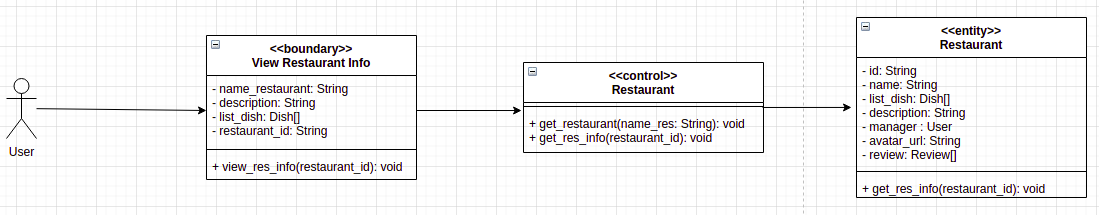 User
<<boundary>>
View Restaurant Info
- name_restaurant: String
- description: String
- list_dish: Dish[]
- restaurant_id: String
+ view_res_info(restaurant_id): void
<<control>>
Restaurant
+ get_restaurant(name_res: String): void
+ get_res_info(restaurant_id): void
<<entity>>
Restaurant
- id: String
- name: String
- list_dish: Dish[]
- description: String
- manager : User
- avatar_url: String
- review: Review[]
+ get_res_info(restaurant_id): void